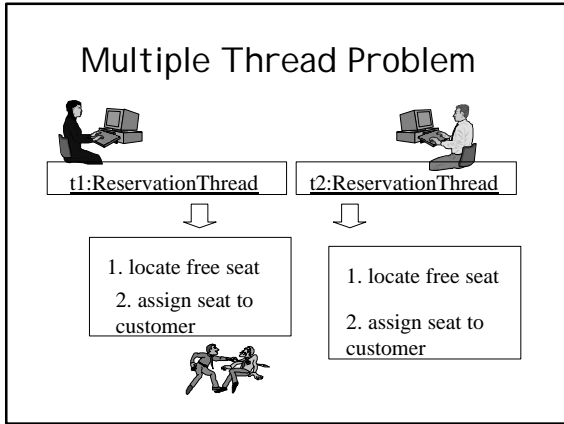 Multiple Thread Problem
t1:ReservationThread
t2:ReservationThread
1. locate free seat
2. assign seat to
customer
1. locate free seat
2. assign seat to
customer